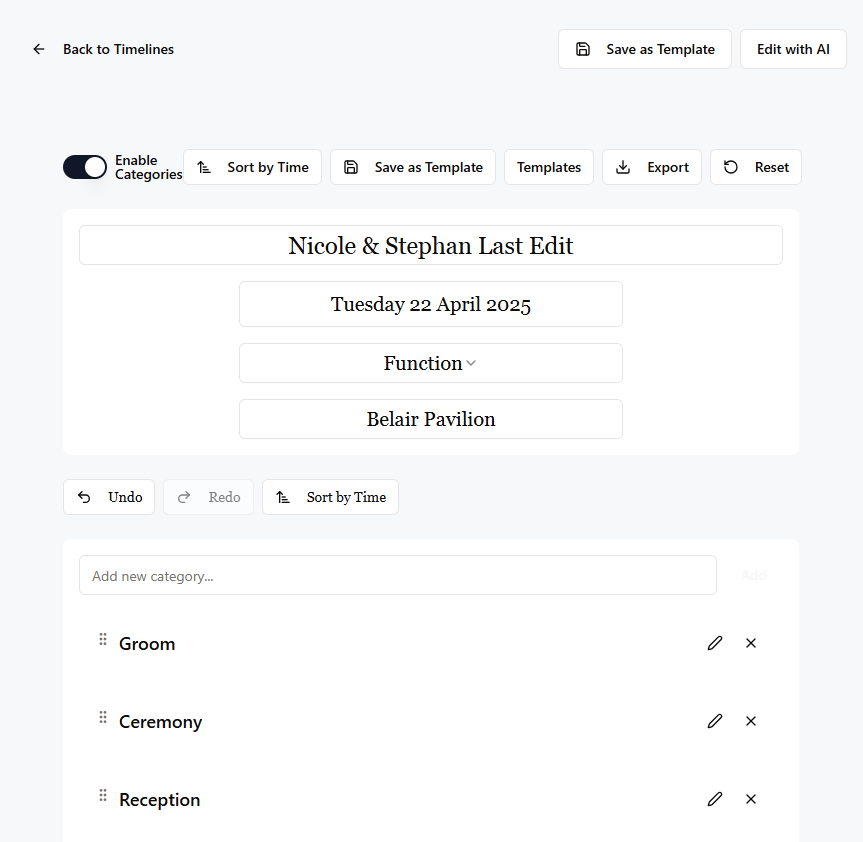 Back to Timelines
Save as Template
Edit with AI
Enable
Categories
Sort by Time
Save as Template
Templates
Export
Reset
Nicole & Stephan Last Edit
Tuesday 22 April 2025
Function
Belair Pavilion
Undo
Redo
Sort by Time
Add new category...
Add
Groom
Ceremony
Reception